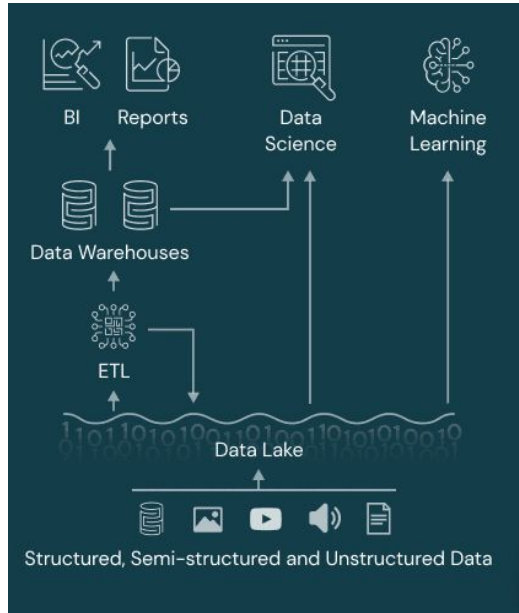 BI Reports Data Machine
Science Learning
Data Warehouses
ETL
Data Lake
Structured, Semi-structured and Unstructured Data